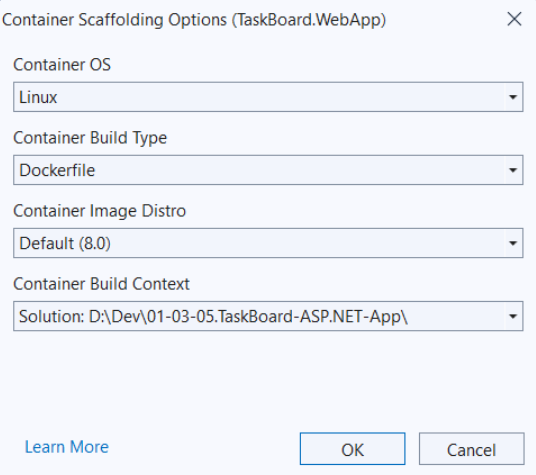 Container Scaffolding Options (TaskBoard.WebApp)
Container OS
Linux
Container Build Type
Dockerfile
Container Image Distro
Default (8.0)
Container Build Context
Solution: D:\Dev\01-03-05.TaskBoard-ASP.NET-App\
Learn More
OK
Cancel